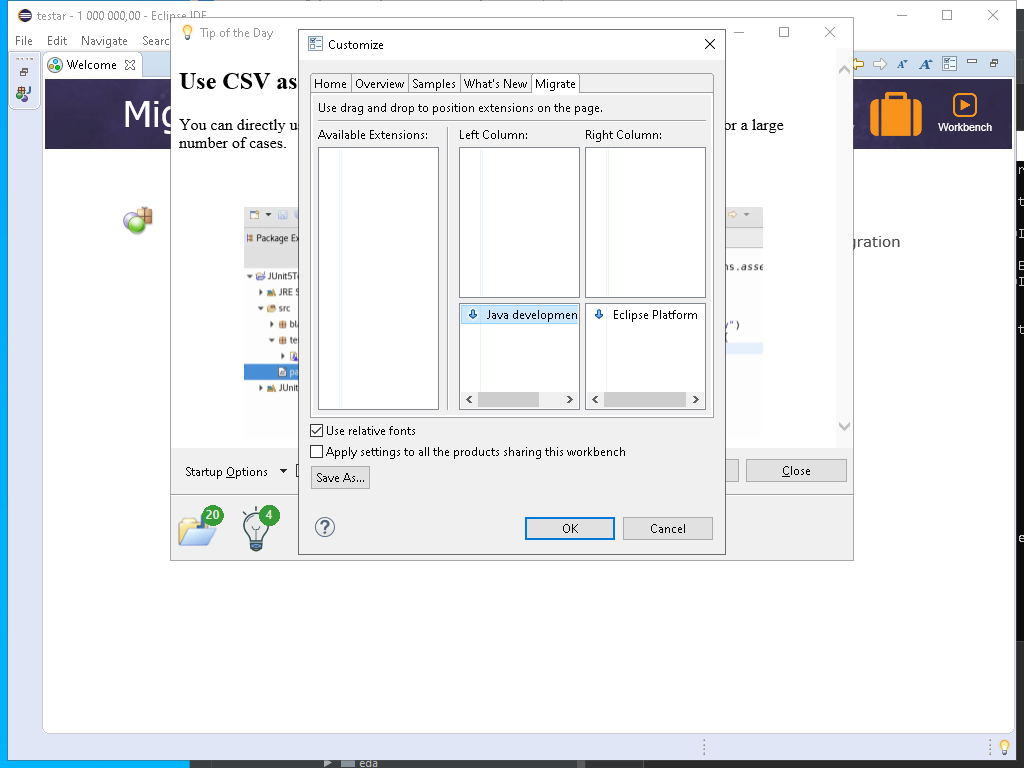 testar - 1 000 000,00 - Eclipse IDE
File Edit Navigate Searc
Welcome
Mig
Workbench
Tip of the Day
Use CSV as
You can directly u
or a large
number of cases.
Package Ex
JUnit5T
JRE S
src
bl
te
pa
JUnit
ns.asse
y")
gration
Startup Options
Close
20
4
Customize
Home Overview Samples What's New Migrate
Use drag and drop to position extensions on the page.
Available Extensions: Left Column: Right Column:
Java developmen
Eclipse Platform
Use relative fonts
Apply settings to all the products sharing this workbench
Save As...
OK Cancel
eda